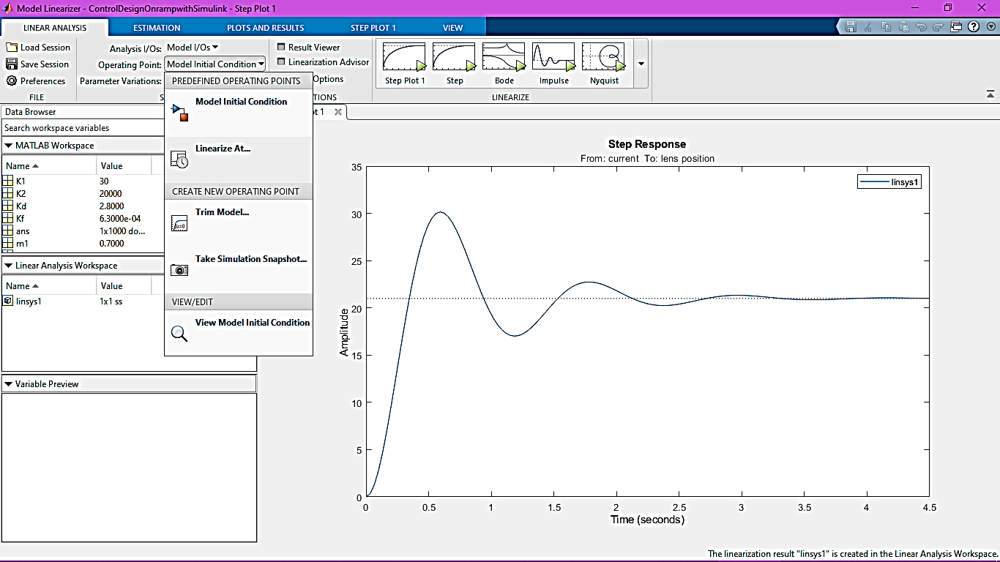 Model Linearizer - ControlDesignOnrampwithSimulink - Step Plot 1
LINEAR ANALYSIS
ESTIMATION
PLOTS AND RESULTS
STEP PLOT 1
VIEW
Load Session
Save Session
Preferences
FILE
Analysis I/Os:
Model I/Os
Operating Point:
Model Initial Condition
Parameter Variations:
S
Result Viewer
Linearization Advisor
Options
TIONS
Step Plot 1
Step
Bode
Impulse
Nyquist
LINEARIZE
PREDEFINED OPERATING POINTS
Model Initial Condition
Linearize At...
CREATE NEW OPERATING POINT
Trim Model...
dx=0
Take Simulation Snapshot...
VIEW/EDIT
View Model Initial Condition
Data Browser
Search workspace variables
MATLAB Workspace
Name Value
K1 30
K2 20000
Kd 2.8000
Kf 6.3000e-04
ans 1x1000 do...
m1 0.7000
Linear Analysis Workspace
Name Value
linsys1 1x1 ss
Variable Preview
ot 1
Step Response
From: current To: lens position
linsys1
Amplitude
35
30
25
20
15
10
5
0
0 0.5 1 1.5 2 2.5 3 3.5 4 4.5
Time (seconds)
The linearization result "linsys1" is created in the Linear Analysis Workspace.